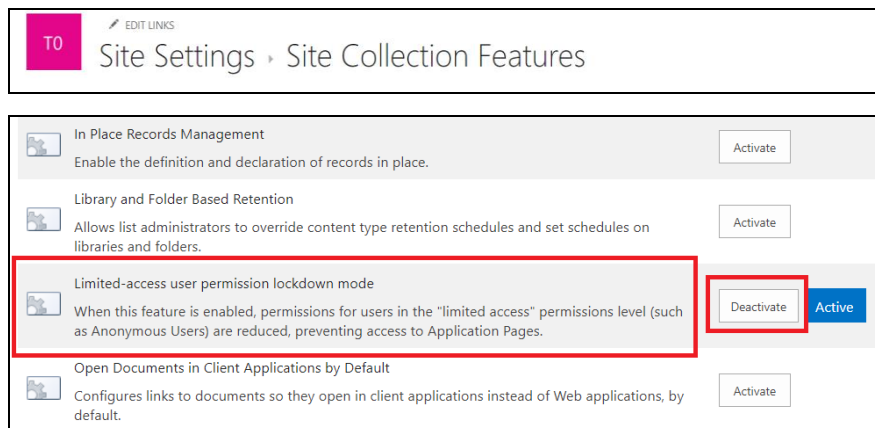 EDIT LINKS
T0
Site Settings › Site Collection Features
In Place Records Management
Enable the definition and declaration of records in place.
Activate
Library and Folder Based Retention
Allows list administrators to override content type retention schedules and set schedules on
libraries and folders.
Activate
Limited-access user permission lockdown mode
When this feature is enabled, permissions for users in the "limited access" permissions level (such
as Anonymous Users) are reduced, preventing access to Application Pages.
Deactivate
Active
Open Documents in Client Applications by Default
Configures links to documents so they open in client applications instead of Web applications, by
default.
Activate